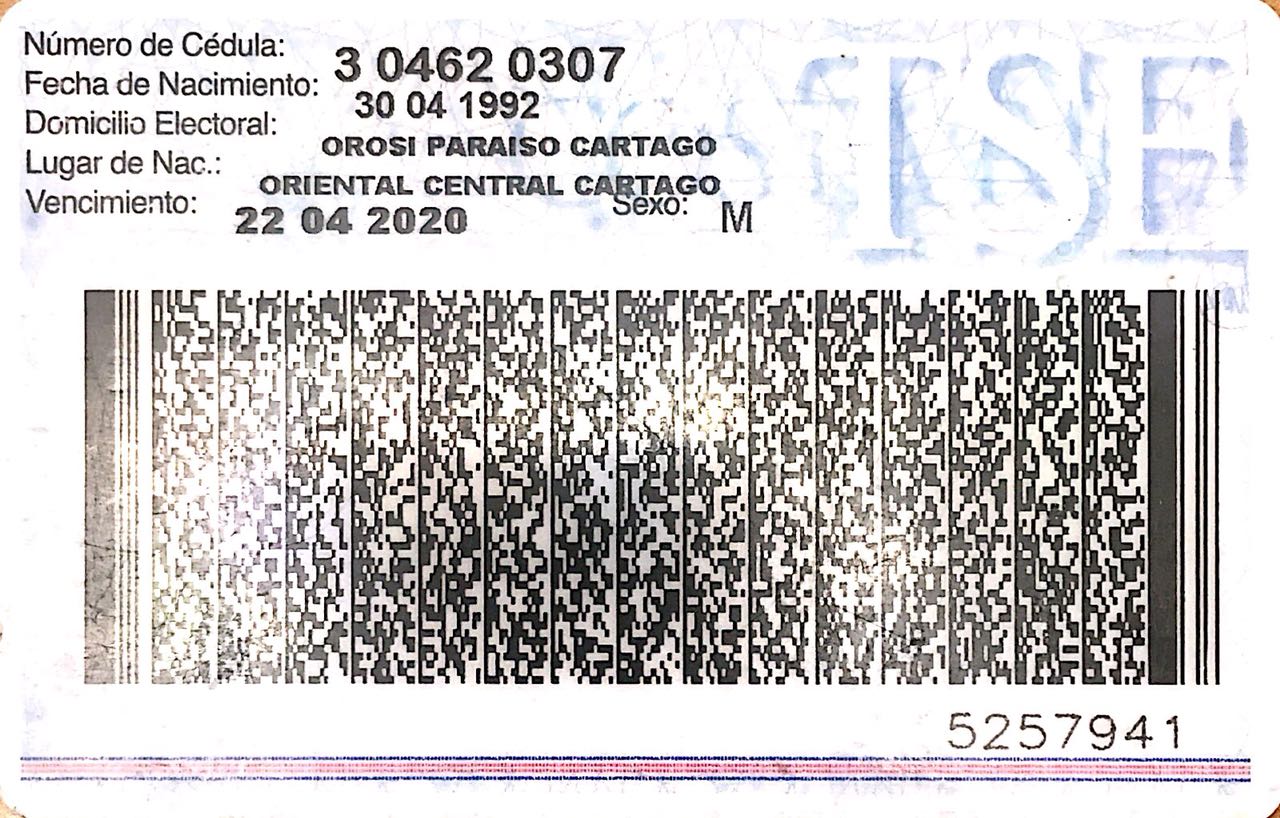 Número de Cédula: 3 0462 0307
Fecha de Nacimiento: 30 04 1992
Domicilio Electoral: OROSI PARAISO CARTAGO
Lugar de Nac.: ORIENTAL CENTRAL CARTAGO
Vencimiento: 22 04 2020 Sexo: M
TSE
5257941